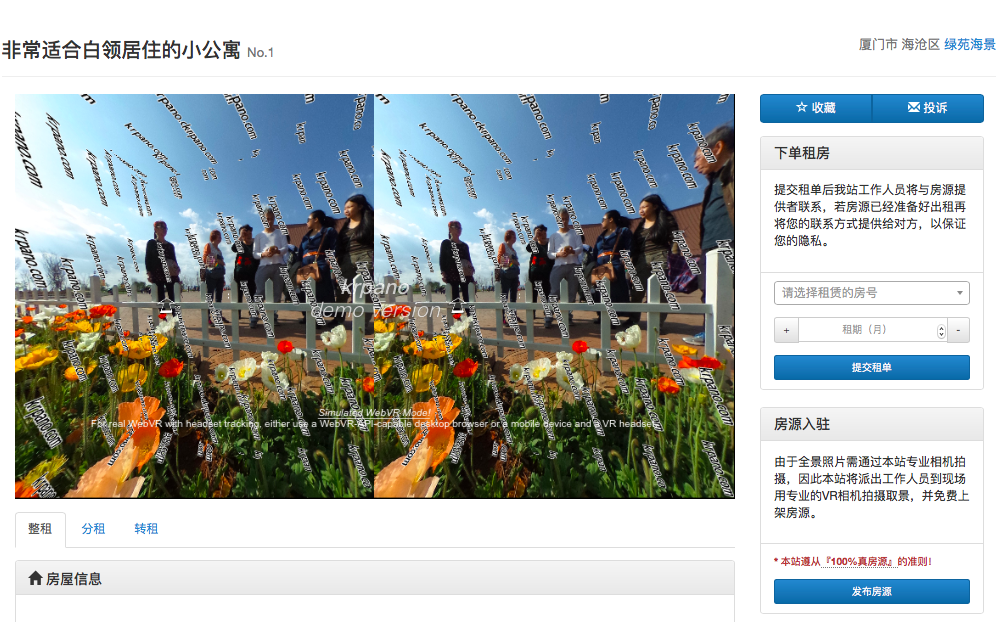 非常适合白领居住的小公寓 No.1
厦门市 海沧区 绿苑海景
krpano
demo version
Simulated WebVR Mode!
For real WebVR with headset tracking, either use a WebVR-API-capable desktop browser or a mobile device and a VR headset.
整租 分租 转租
房屋信息
收藏 投诉
下单租房
提交租单后我站工作人员将与房源提
供者联系，若房源已经准备好出租再
将您的联系方式提供给对方，以保证
您的隐私。
请选择租赁的房号
+ 租期（月） -
提交租单
房源入驻
由于全景照片需通过本站专业相机拍
摄，因此本站将派出工作人员到现场
用专业的VR相机拍摄取景，并免费上
架房源。
* 本站遵从『100%真房源』的准则!
发布房源